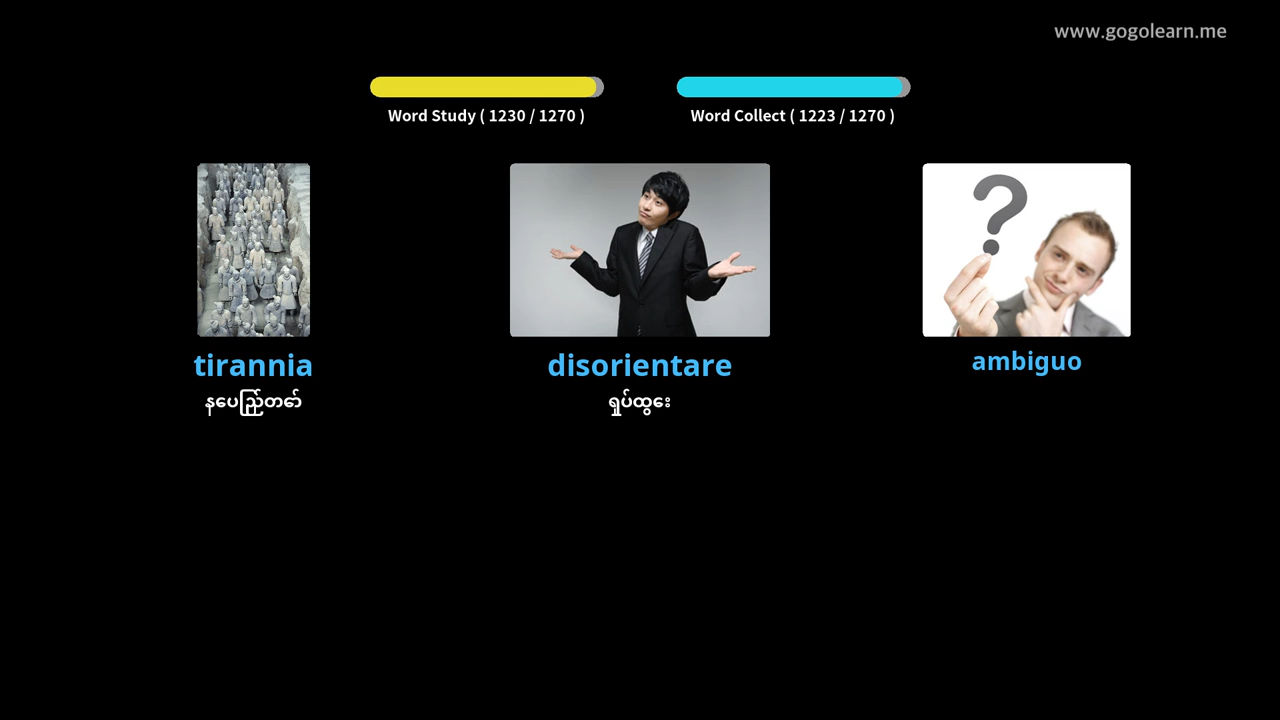 www.gogolearn.me
Word Study ( 1230 / 1270 )
Word Collect ( 1223 / 1270 )
tirannia
disorientare
ambiguo
နပေြည်တော်
ရှုပ်ထွေး